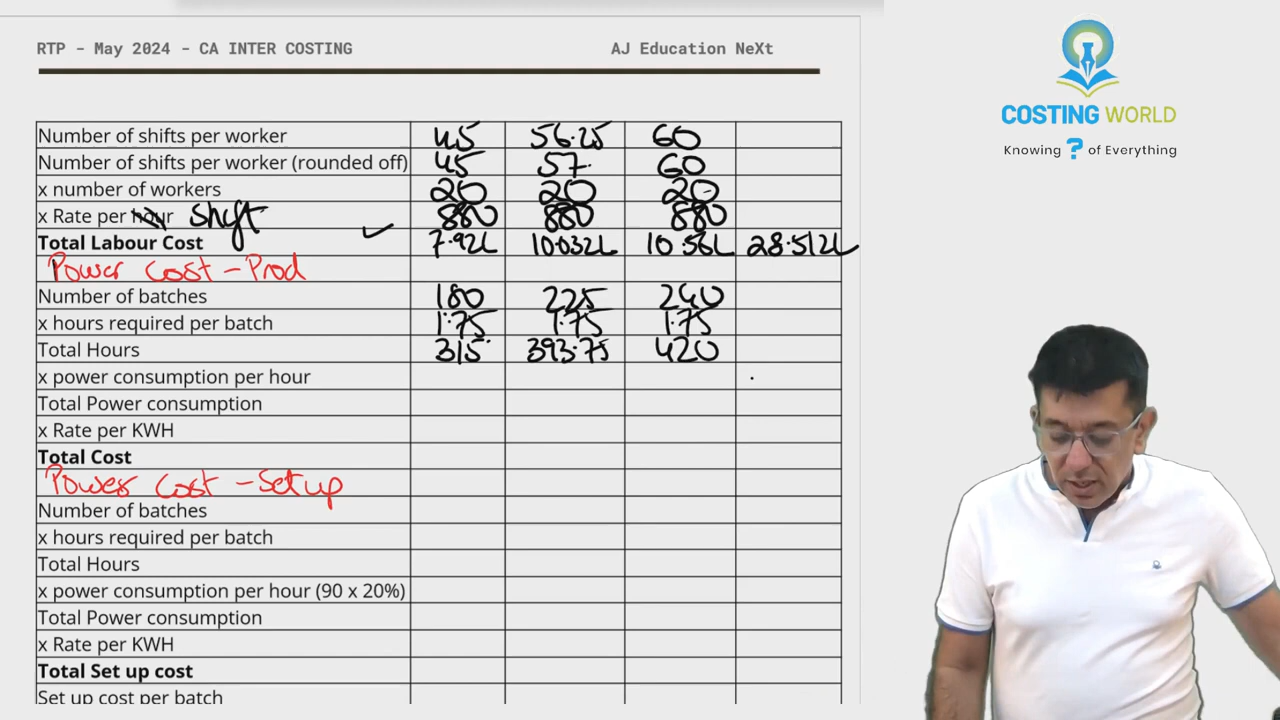 RTP - May 2024 - CA INTER COSTING AJ Education NeXt
COSTING WORLD
Knowing ? of Everything
Number of shifts per worker 45 56.25 60
Number of shifts per worker (rounded off) 45 57 60
x number of workers 20 20 20
x Rate per hour shift 880 880 880
Total Labour Cost 7.92L 10.032L 10.56L 28.512L
Power Cost - Prod
Number of batches 180 225 240
x hours required per batch 1.75 1.75 1.75
Total Hours 315 393.75 420
x power consumption per hour
Total Power consumption
x Rate per KWH
Total Cost
Power Cost - Set up
Number of batches
x hours required per batch
Total Hours
x power consumption per hour (90 x 20%)
Total Power consumption
x Rate per KWH
Total Set up cost
Set up cost per batch